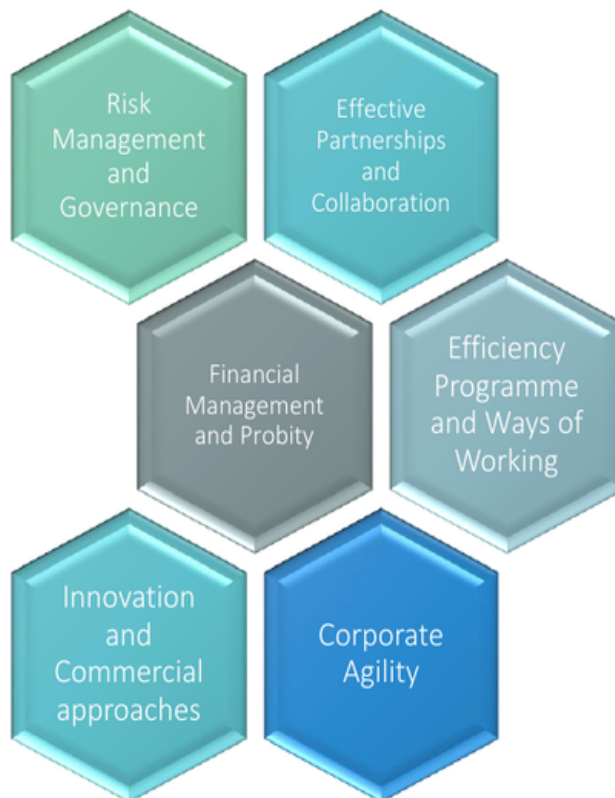 Risk
Management
and
Governance
Effective
Partnerships
and
Collaboration
Financial
Management
and Probity
Efficiency
Programme
and Ways of
Working
Innovation
and
Commercial
approaches
Corporate
Agility